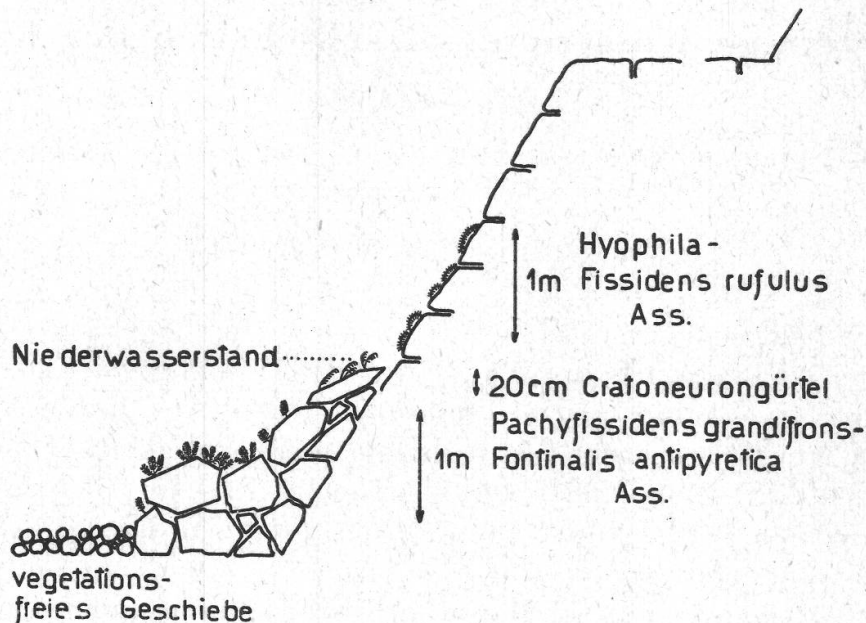 Hyophila-
1m Fissidens rufulus
Ass.
Niederwasserstand
20cm Cratoneurongürtel
Pachyfissidens grandifrons-
1m Fontinalis antipyretica
Ass.
vegetations-
freies Geschiebe